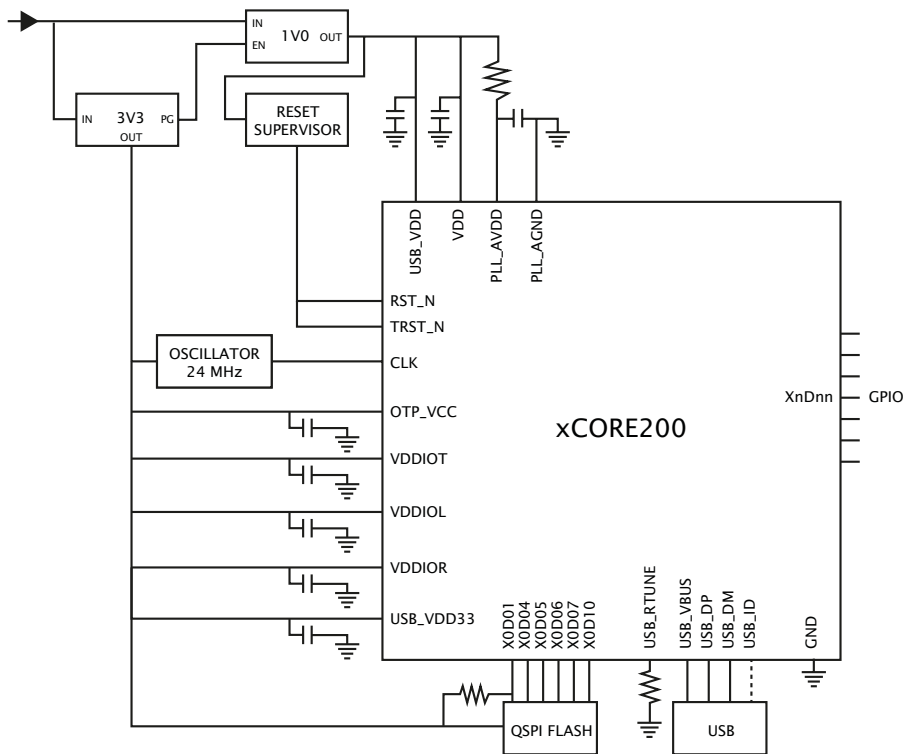 IN
1V0
OUT
EN
IN
3V3
PG
OUT
RESET
SUPERVISOR
USB_VDD
VDD
PLL_AVDD
PLL_AGND
RST_N
TRST_N
OSCILLATOR
24 MHz
CLK
OTP_VCC
VDDIOT
VDDIOL
VDDIOR
USB_VDD33
xCORE200
XnDnn
GPIO
X0D01
X0D04
X0D05
X0D06
X0D07
X0D10
USB_RTUNE
USB_VBUS
USB_DP
USB_DM
USB_ID
GND
QSPI FLASH
USB